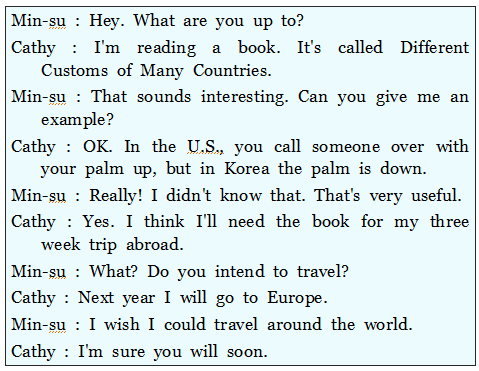 Min-su : Hey. What are you up to?
Cathy : I'm reading a book. It's called Different
Customs of Many Countries.
Min-su : That sounds interesting. Can you give me an
example?
Cathy : OK. In the U.S., you call someone over with
your palm up, but in Korea the palm is down.
Min-su : Really! I didn't know that. That's very useful.
Cathy : Yes. I think I'll need the book for my three
week trip abroad.
Min-su : What? Do you intend to travel?
Cathy : Next year I will go to Europe.
Min-su : I wish I could travel around the world.
Cathy : I'm sure you will soon.